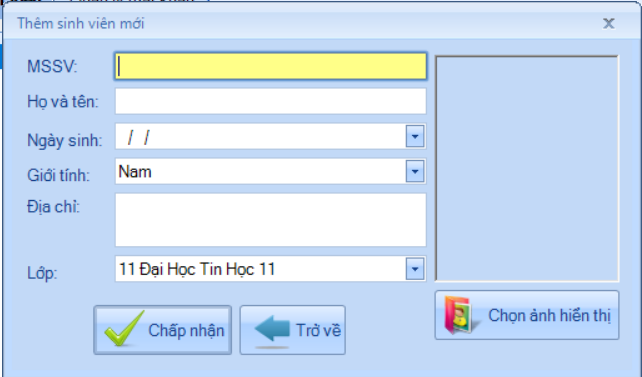 Thêm sinh viên mới
MSSV:
Họ và tên:
Ngày sinh: / /
Giới tính: Nam
Địa chỉ:
Lớp: 11 Đại Học Tin Học 11
Chấp nhận
Trở về
Chọn ảnh hiển thị